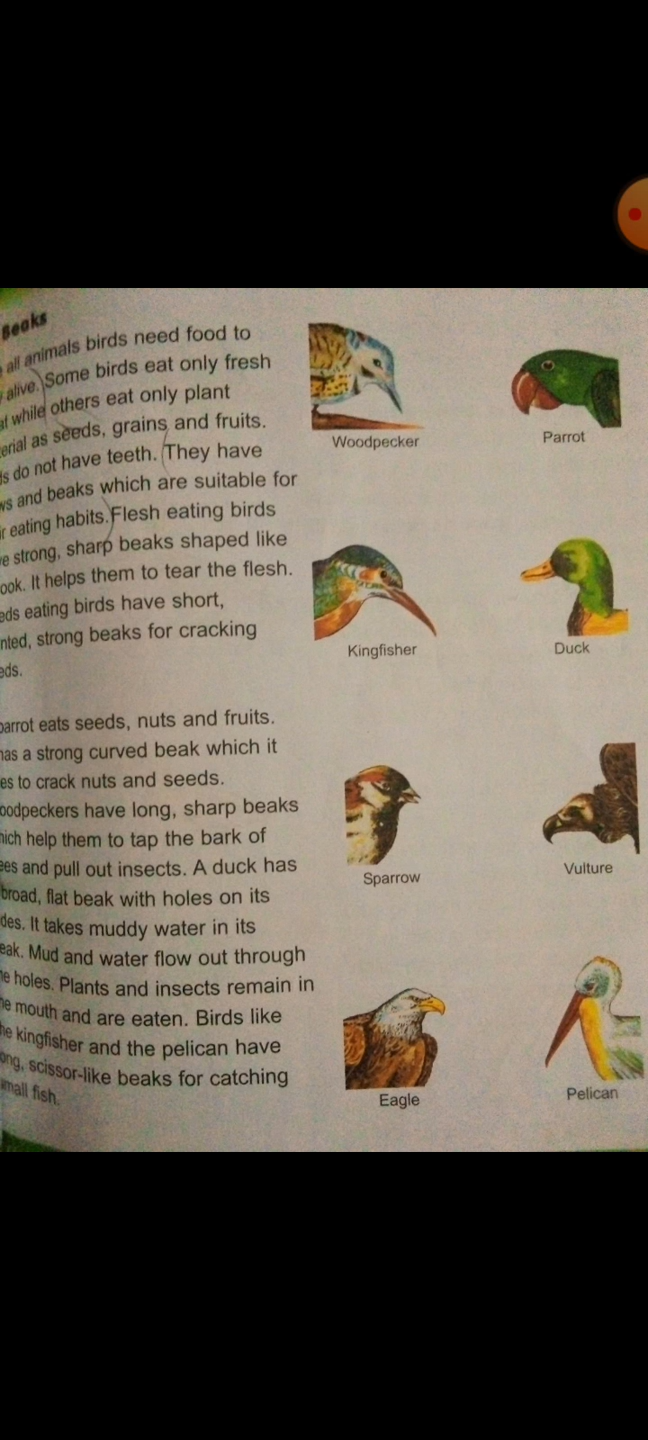 Beaks
all animals birds need food to
alive. Some birds eat only fresh
while others eat only plant
erial as seeds, grains and fruits.
ds do not have teeth. They have
ws and beaks which are suitable for
ir eating habits. Flesh eating birds
ve strong, sharp beaks shaped like
ook. It helps them to tear the flesh.
eds eating birds have short,
nted, strong beaks for cracking
eds.
parrot eats seeds, nuts and fruits.
has a strong curved beak which it
es to crack nuts and seeds.
oodpeckers have long, sharp beaks
hich help them to tap the bark of
ees and pull out insects. A duck has
broad, flat beak with holes on its
des. It takes muddy water in its
eak. Mud and water flow out through
he holes. Plants and insects remain in
he mouth and are eaten. Birds like
he kingfisher and the pelican have
ong, scissor-like beaks for catching
small fish.
Woodpecker
Parrot
Kingfisher
Duck
Sparrow
Vulture
Eagle
Pelican